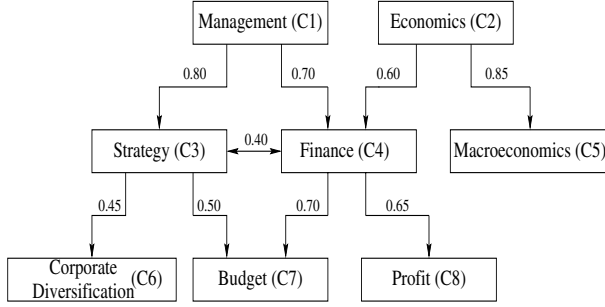 Management (C1)
Economics (C2)
0.80
0.70
0.60
0.85
Strategy (C3)
0.40
Finance (C4)
Macroeconomics (C5)
0.45
0.50
0.70
0.65
Corporate
Diversification (C6)
Budget (C7)
Profit (C8)